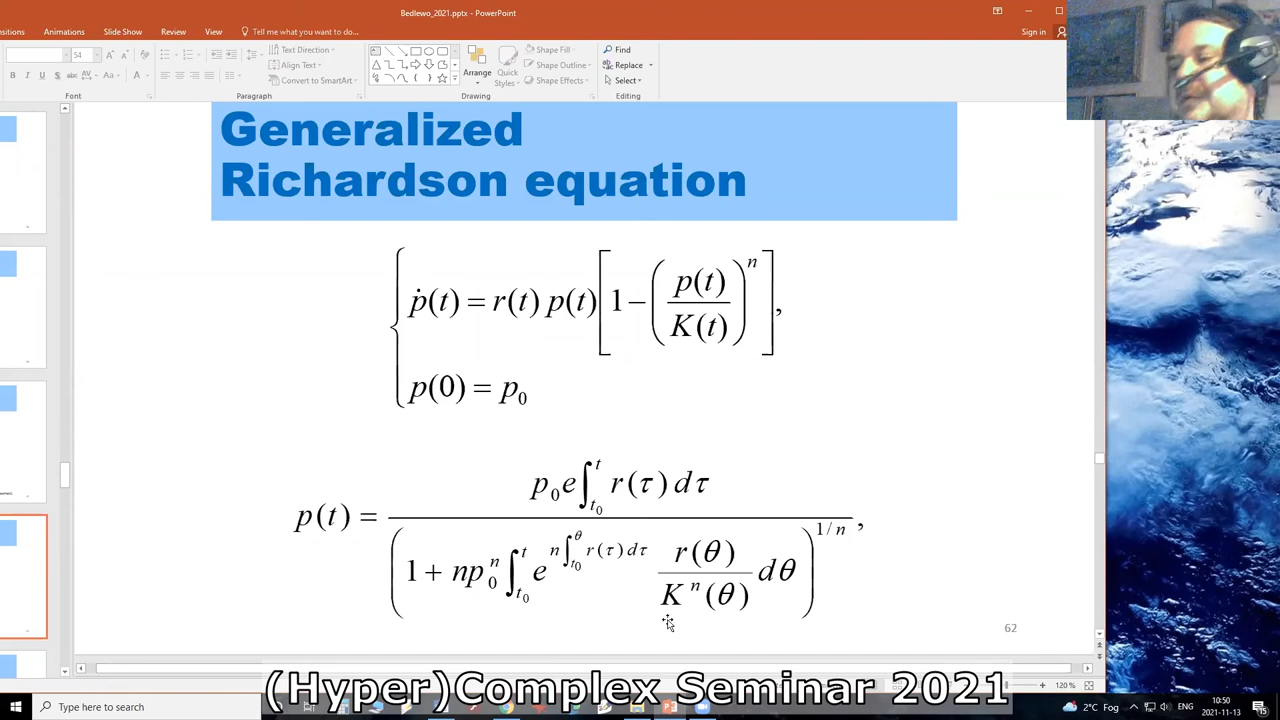 Bedlewo_2021.pptx - PowerPoint
Sign in
sitions Animations Slide Show Review View Tell me what you want to do...
54
Text Direction
Align Text
Convert to SmartArt
Arrange
Quick
Styles
Shape Fill
Shape Outline
Shape Effects
Find
Replace
Select
Font
Paragraph
Drawing
Editing
Generalized
Richardson equation
ṗ(t) = r(t) p(t)[1−(p(t)/K(t))^n],
p(0) = p_0
p(t) = p_0 e∫_{t_0}^{t} r(τ) dτ / (1 + np_0^n ∫_{t_0}^{t} e^{n∫_{t_0}^{θ} r(τ) dτ} r(θ)/K^n(θ) dθ)^{1/n},
62
(Hyper)Complex Seminar 2021
120 %
Type here to search
2°C Fog
ENG
10:50
2021-11-13
15